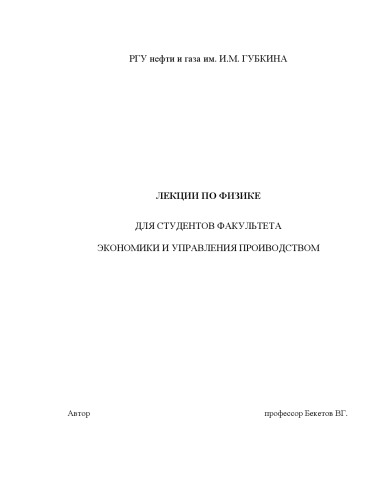 РГУ нефти и газа им. И.М. ГУБКИНА
ЛЕКЦИИ ПО ФИЗИКЕ
ДЛЯ СТУДЕНТОВ ФАКУЛЬТЕТА
ЭКОНОМИКИ И УПРАВЛЕНИЯ ПРОИВОДСТВОМ
Автор профессор Бекетов ВГ.